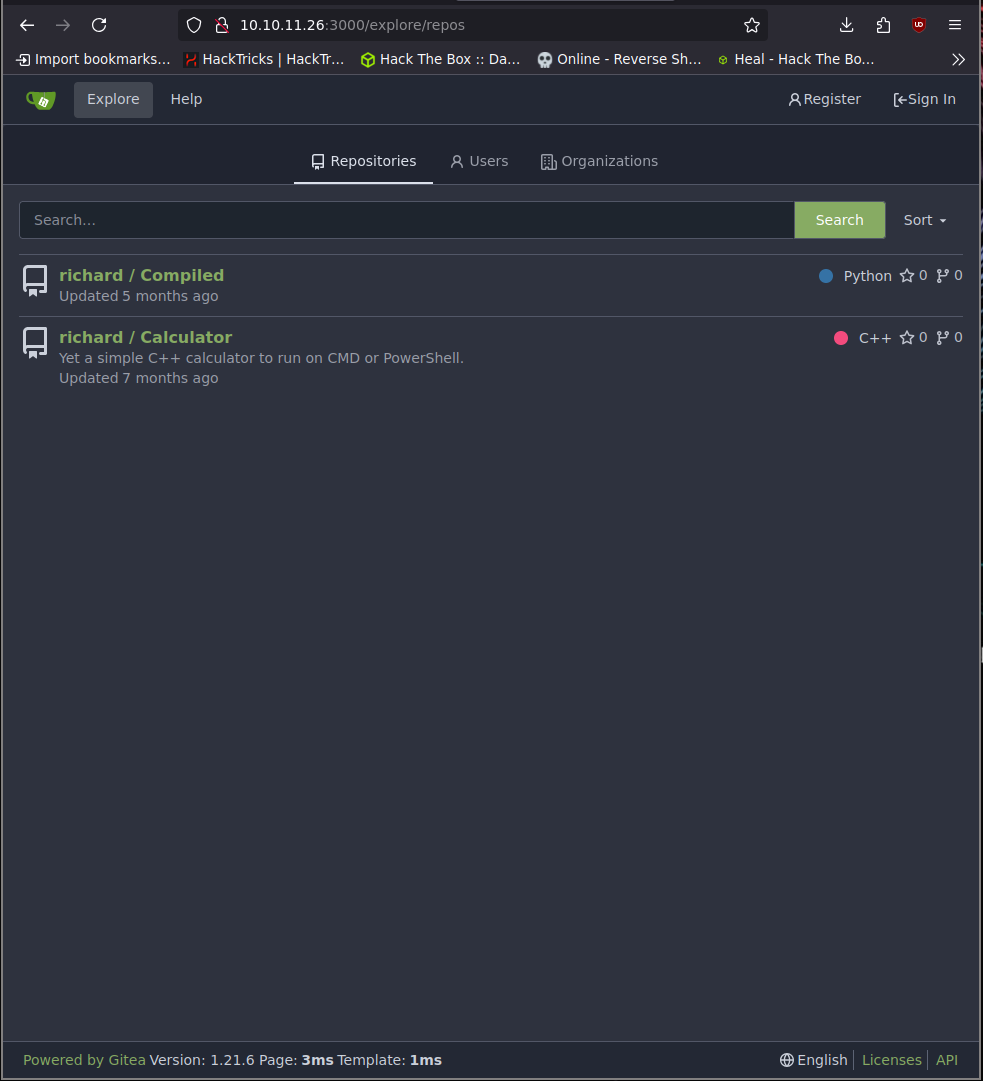 10.10.11.26:3000/explore/repos
Import bookmarks... HackTricks | HackTr... Hack The Box :: Da... Online - Reverse Sh... Heal - Hack The Bo...
Explore Help Register Sign In
Repositories Users Organizations
Search... Search Sort
richard / Compiled Python 0 0
Updated 5 months ago
richard / Calculator C++ 0 0
Yet a simple C++ calculator to run on CMD or PowerShell.
Updated 7 months ago
Powered by Gitea Version: 1.21.6 Page: 3ms Template: 1ms English Licenses API